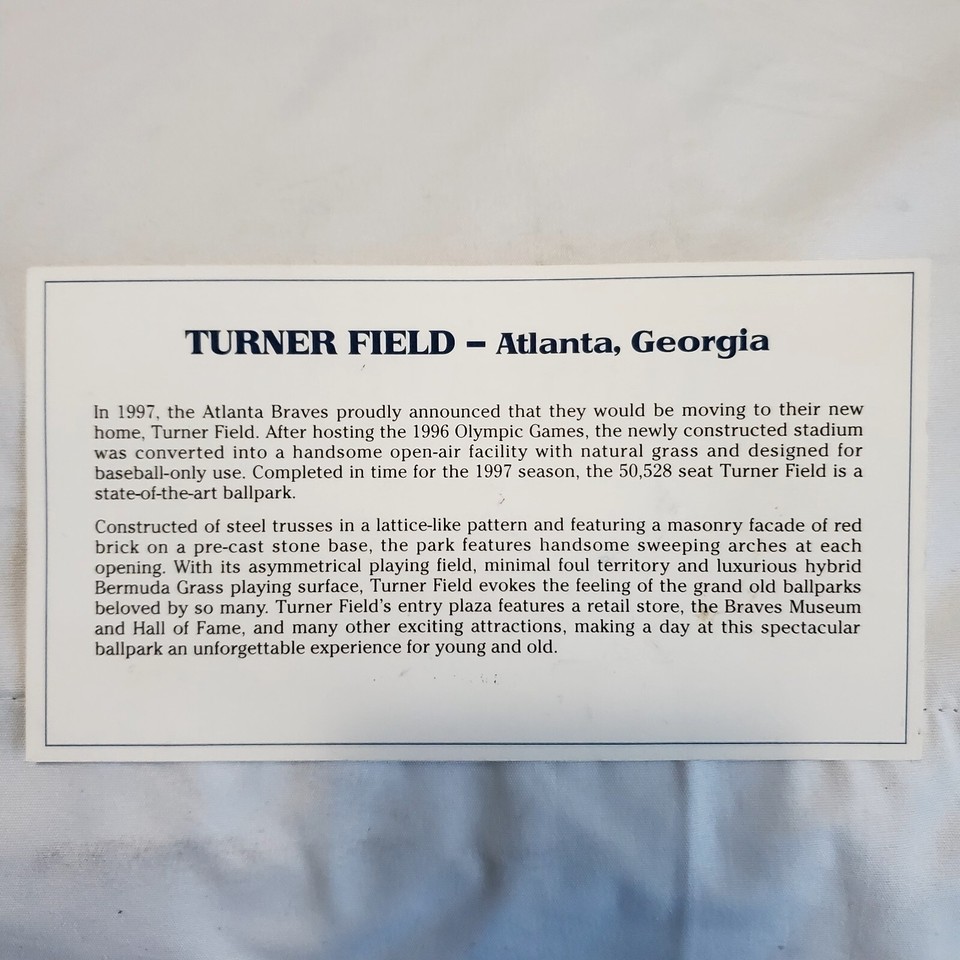 TURNER FIELD – Atlanta, Georgia
In 1997, the Atlanta Braves proudly announced that they would be moving to their new
home, Turner Field. After hosting the 1996 Olympic Games, the newly constructed stadium
was converted into a handsome open-air facility with natural grass and designed for
baseball-only use. Completed in time for the 1997 season, the 50,528 seat Turner Field is a
state-of-the-art ballpark.
Constructed of steel trusses in a lattice-like pattern and featuring a masonry facade of red
brick on a pre-cast stone base, the park features handsome sweeping arches at each
opening. With its asymmetrical playing field, minimal foul territory and luxurious hybrid
Bermuda Grass playing surface, Turner Field evokes the feeling of the grand old ballparks
beloved by so many. Turner Field's entry plaza features a retail store, the Braves Museum
and Hall of Fame, and many other exciting attractions, making a day at this spectacular
ballpark an unforgettable experience for young and old.